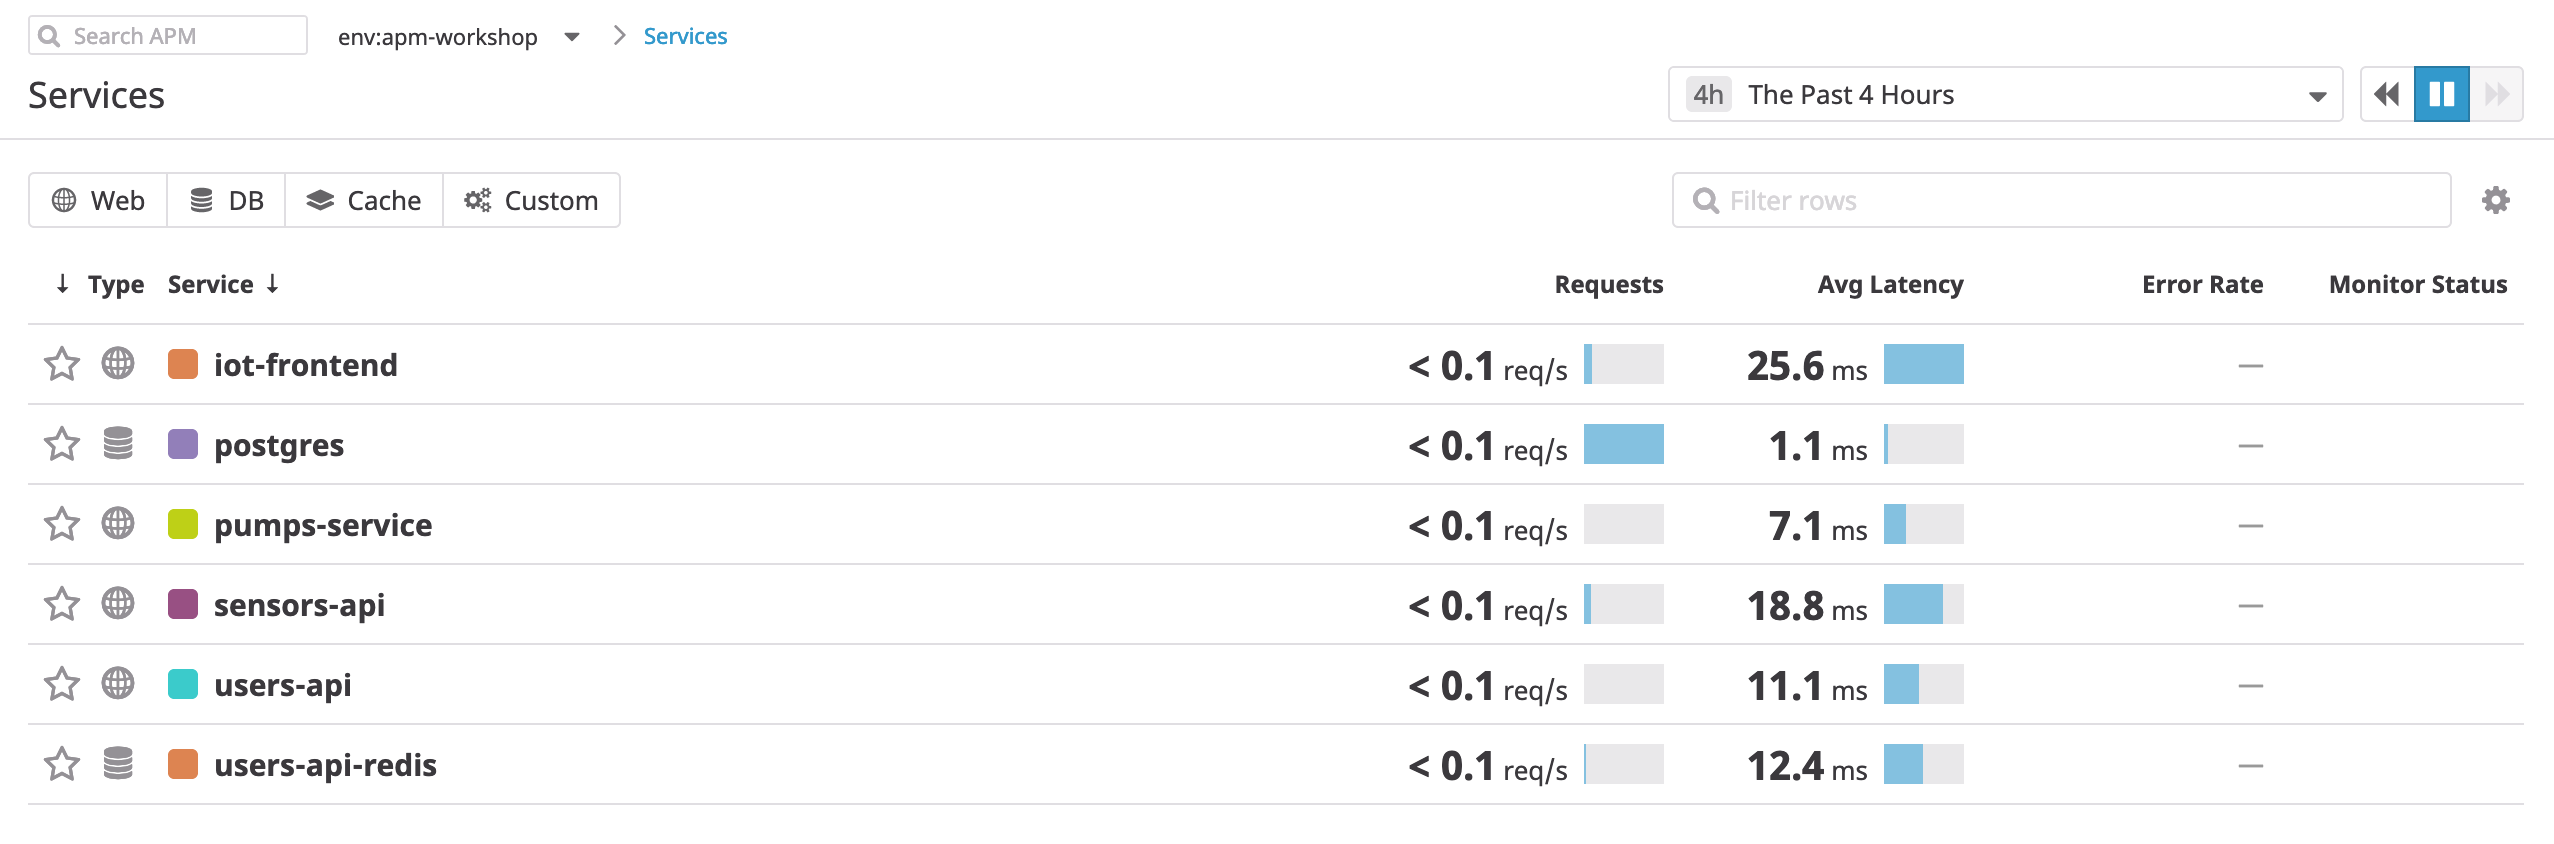 Search APM env:apm-workshop Services
Services
4h The Past 4 Hours
Web DB Cache Custom
Filter rows
↓ Type Service ↓ Requests Avg Latency Error Rate Monitor Status
iot-frontend < 0.1 req/s 25.6 ms —
postgres < 0.1 req/s 1.1 ms —
pumps-service < 0.1 req/s 7.1 ms —
sensors-api < 0.1 req/s 18.8 ms —
users-api < 0.1 req/s 11.1 ms —
users-api-redis < 0.1 req/s 12.4 ms —